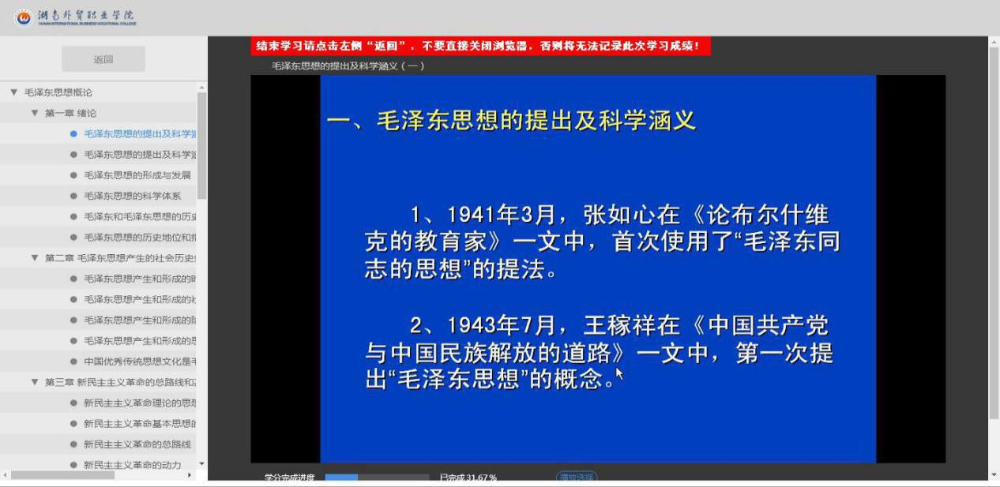 湖南外贸职业学院
HUNAN INTERNATIONAL BUSINESS VOCATIONAL COLLEGE
返回
毛泽东思想概论
第一章 绪论
毛泽东思想的提出及科学涵
毛泽东思想的提出及科学涵
毛泽东思想的形成与发展
毛泽东思想的科学体系
毛泽东和毛泽东思想的历史
毛泽东思想的历史地位和指
第二章 毛泽东思想产生的社会历史
毛泽东思想产生和形成的时
毛泽东思想产生和形成的社
毛泽东思想产生和形成的阶
毛泽东思想产生和形成的思
中国优秀传统思想文化是毛
第三章 新民主主义革命的总路线和
新民主主义革命理论的思想
新民主主义革命基本思想的
新民主主义革命的总路线
新民主主义革命的动力
结束学习请点击左侧“返回”，不要直接关闭浏览器，否则将无法记录此次学习成绩！
毛泽东思想的提出及科学涵义（一）
一、毛泽东思想的提出及科学涵义
1、1941年3月，张如心在《论布尔什维
克的教育家》一文中，首次使用了“毛泽东同
志的思想”的提法。
2、1943年7月，王稼祥在《中国共产党
与中国民族解放的道路》一文中，第一次提
出“毛泽东思想”的概念。
学分完成进度 已完成 31.67 % 播放选择